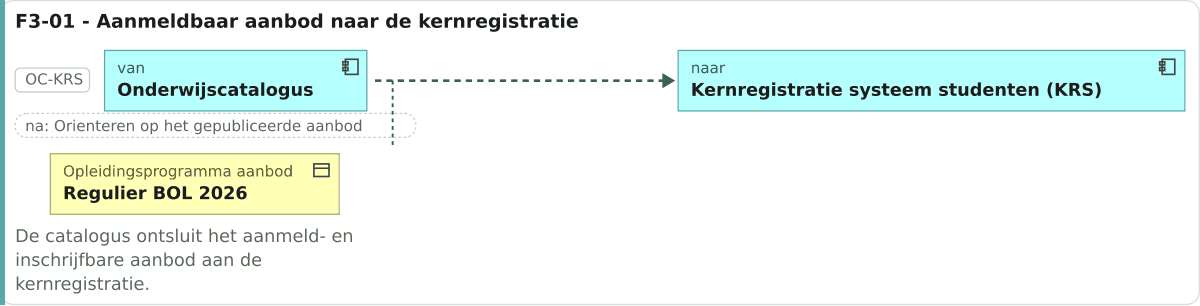 F3-01 - Aanmeldbaar aanbod naar de kernregistratie
OC-KRS
van
Onderwijscatalogus
naar
Kernregistratie systeem studenten (KRS)
na: Orienteren op het gepubliceerde aanbod
Opleidingsprogramma aanbod
Regulier BOL 2026
De catalogus ontsluit het aanmeld- en
inschrijfbare aanbod aan de
kernregistratie.